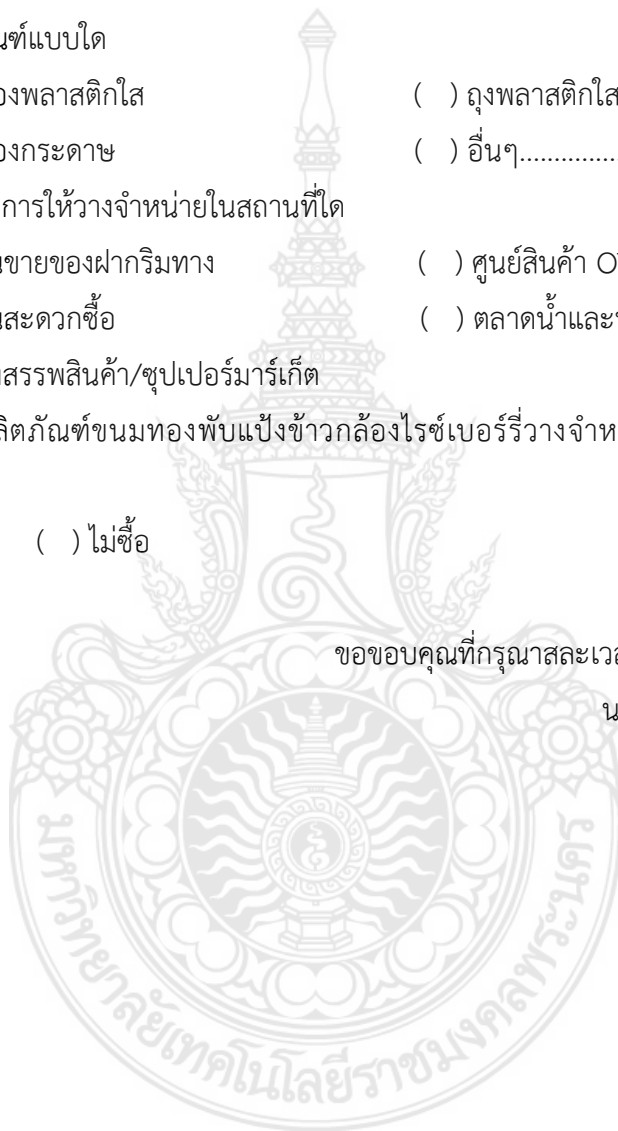 ณฑ์แบบใด
องพลาสติกใส ( ) ถุงพลาสติกใส
องกระดาษ ( ) อื่นๆ...............
การให้วางจำหน่ายในสถานที่ใด
นขายของฝากริมทาง ( ) ศูนย์สินค้า O
นสะดวกซื้อ ( ) ตลาดน้ำและ
สรรพสินค้า/ซุปเปอร์มาร์เก็ต
ลิตภัณฑ์ขนมทองพับแป้งข้าวกล้องไรซ์เบอร์รี่วางจำห
( ) ไม่ซื้อ
ขอขอบคุณที่กรุณาสละเวล
น
มหาวิทยาลัยเทคโนโลยีราชมงคลพระนคร